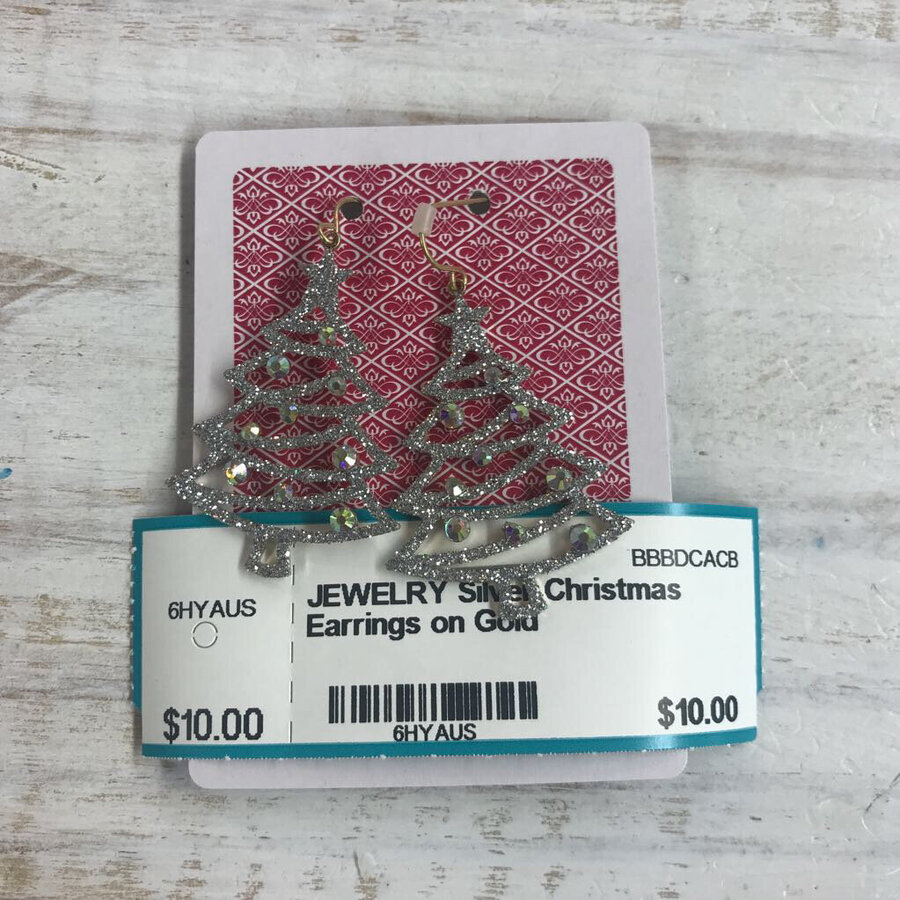 BBBDCACB
6HYAUS
JEWELRY Silver Christmas
Earrings on Gold
$10.00
6HYAUS
$10.00